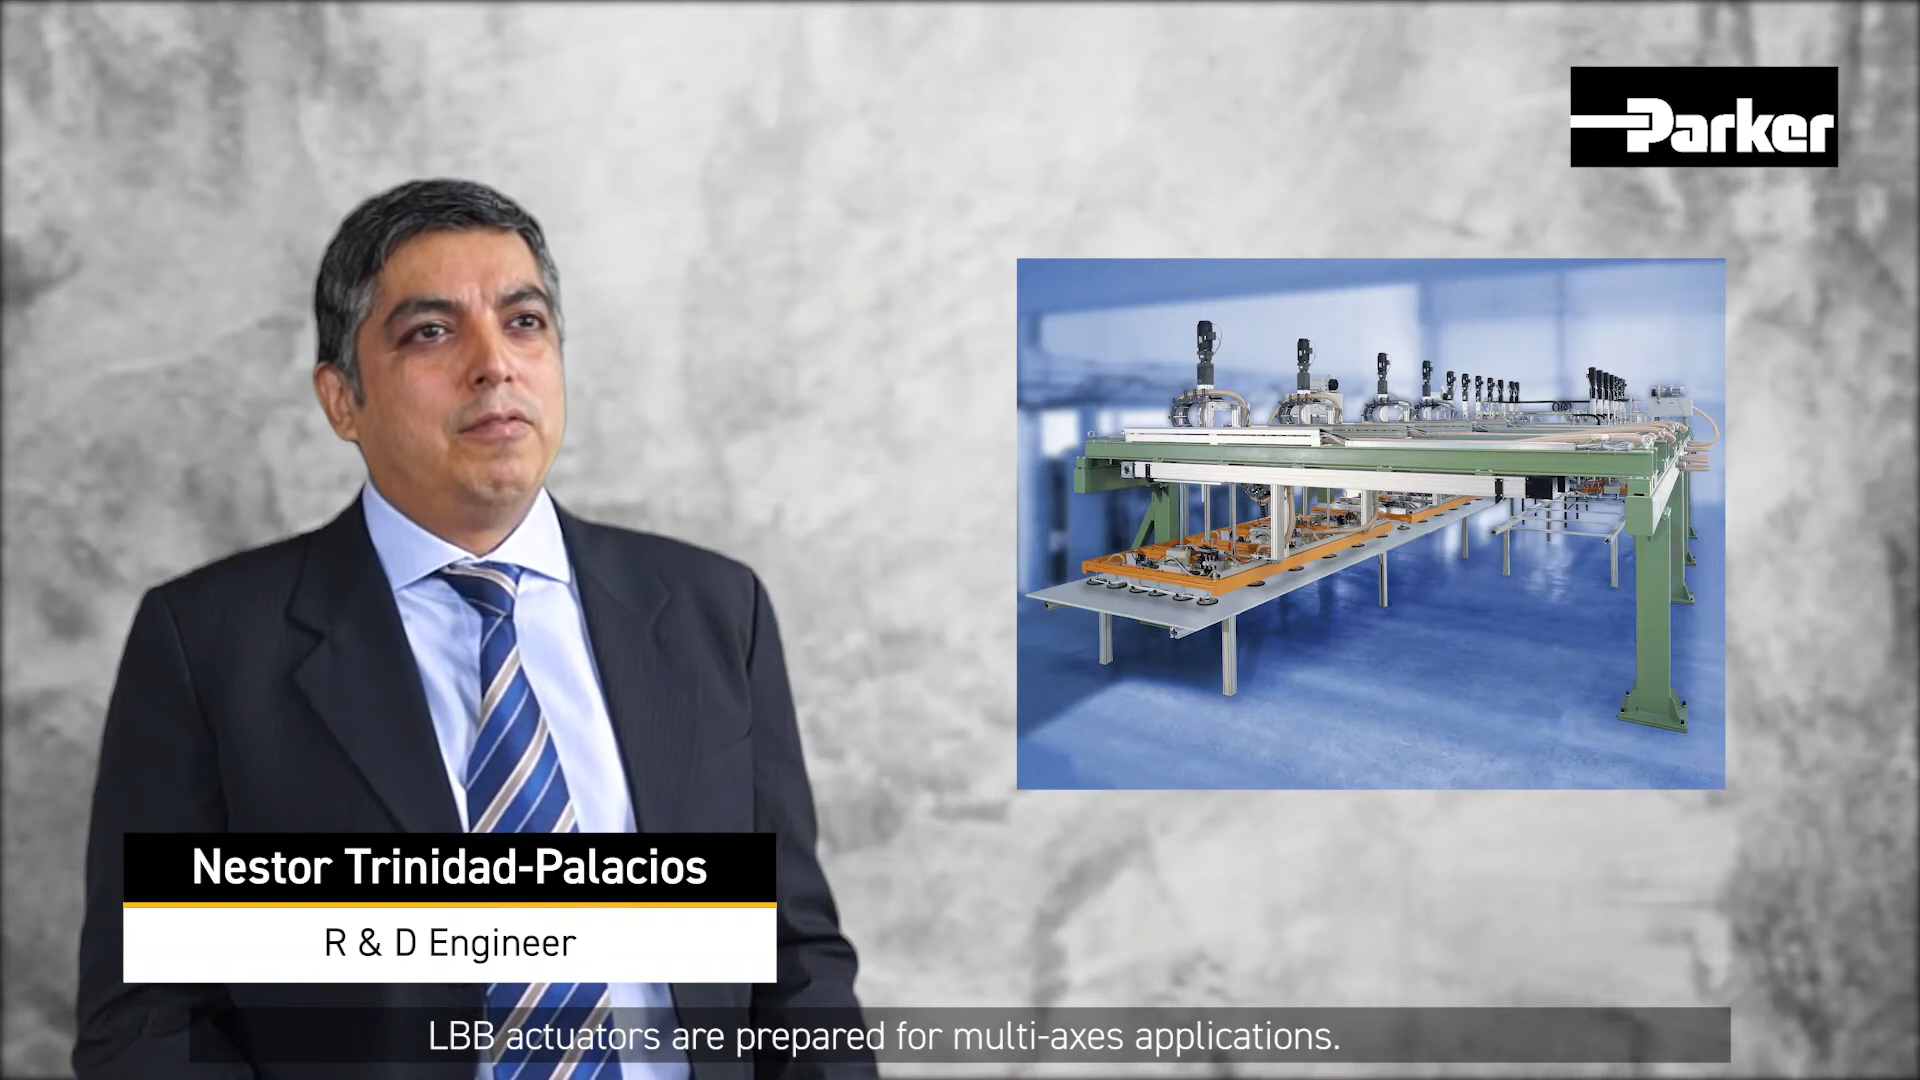 Parker
Nestor Trinidad-Palacios
R & D Engineer
LBB actuators are prepared for multi-axes applications.